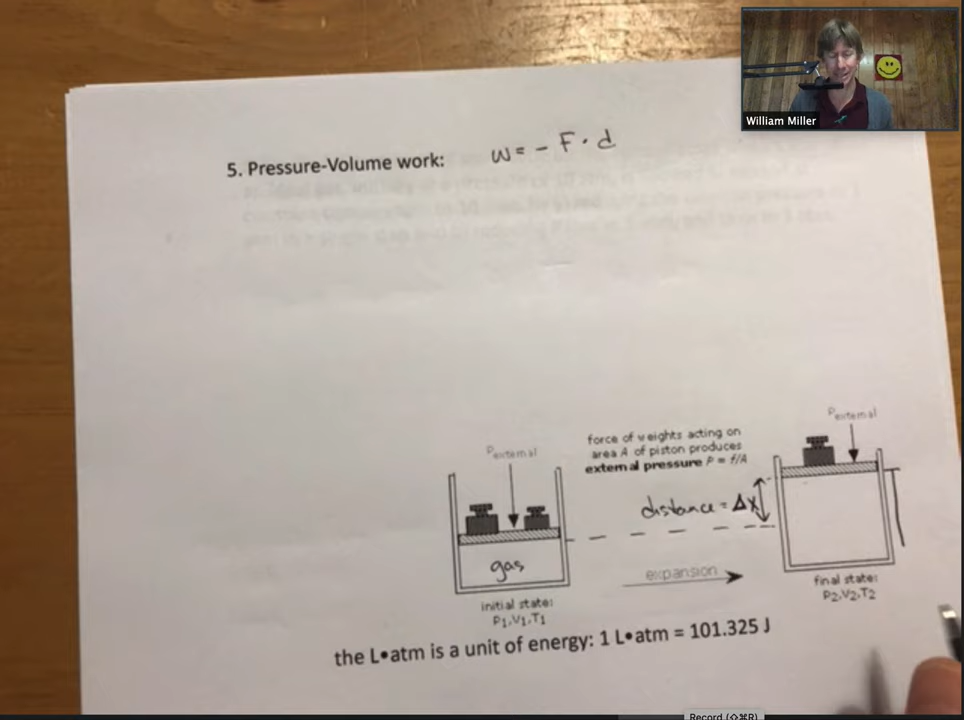 William Miller
5. Pressure-Volume work: w = - F · d
Pexternal
force of weights acting on
area A of piston produces
external pressure P = f/A
Pexternal
distance = Δx
gas
expansion
initial state:
P1,V1,T1
final state:
P2,V2,T2
the L•atm is a unit of energy: 1 L•atm = 101.325 J
Record (⇧⌘R)